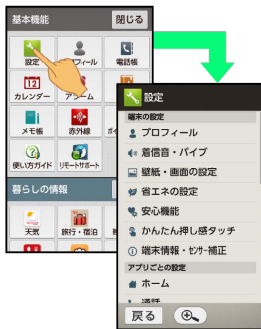 基本機能
閉じる
設定
プロフィール
電話帳
12
カレンダー
アラーム
メモ帳
赤外線
使い方ガイド
リモートサポート
暮らしの情報
天気
旅行・宿泊
設定
端末の設定
プロフィール
着信音・バイブ
壁紙・画面の設定
省エネの設定
安心機能
かんたん押し感タッチ
端末情報・センサー補正
アプリごとの設定
ホーム
通話
戻る